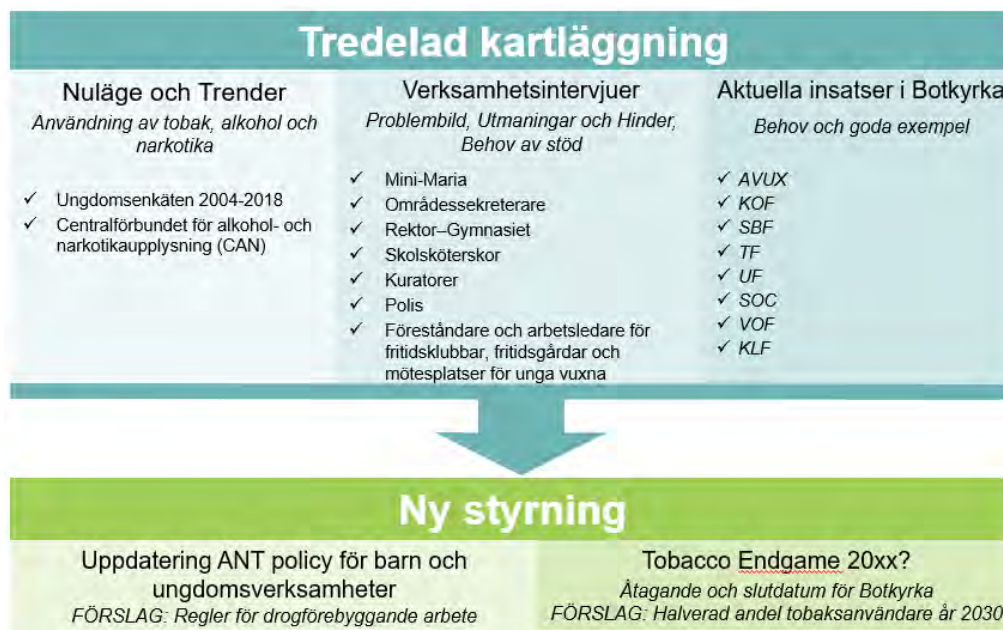 Tredelad kartläggning
Nuläge och Trender
Användning av tobak, alkohol och
narkotika
✓ Ungdomsenkäten 2004-2018
✓ Centralförbundet för alkohol- och
narkotikaupplysning (CAN)
Verksamhetsintervjuer
Problembild, Utmaningar och Hinder,
Behov av stöd
✓ Mini-Maria
✓ Områdessekreterare
✓ Rektor–Gymnasiet
✓ Skolsköterskor
✓ Kuratorer
✓ Polis
✓ Föreståndare och arbetsledare för
fritidsklubbar, fritidsgårdar och
mötesplatser för unga vuxna
Aktuella insatser i Botkyrka
Behov och goda exempel
✓ AVUX
✓ KOF
✓ SBF
✓ TF
✓ UF
✓ SOC
✓ VOF
✓ KLF
Ny styrning
Uppdatering ANT policy för barn och
ungdomsverksamheter
FÖRSLAG: Regler för drogförebyggande arbete
Tobacco Endgame 20xx?
Åtagande och slutdatum för Botkyrka
FÖRSLAG: Halverad andel tobaksanvändare år 2030